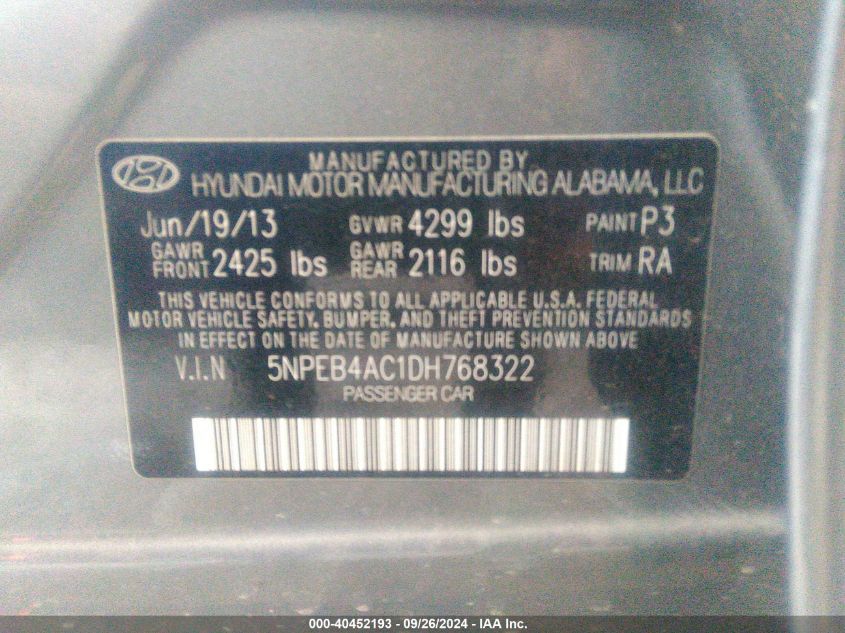 MANUFACTURED BY
HYUNDAI MOTOR MANUFACTURING ALABAMA, LLC
Jun/19/13 GVWR 4299 lbs PAINT P3
GAWR FRONT 2425 lbs GAWR REAR 2116 lbs TRIM RA
THIS VEHICLE CONFORMS TO ALL APPLICABLE U.S.A. FEDERAL
MOTOR VEHICLE SAFETY, BUMPER, AND THEFT PREVENTION STANDARDS
IN EFFECT ON THE DATE OF MANUFACTURE SHOWN ABOVE
V.I.N 5NPEB4AC1DH768322
PASSENGER CAR
000-40452193 - 09/26/2024 - IAA Inc.